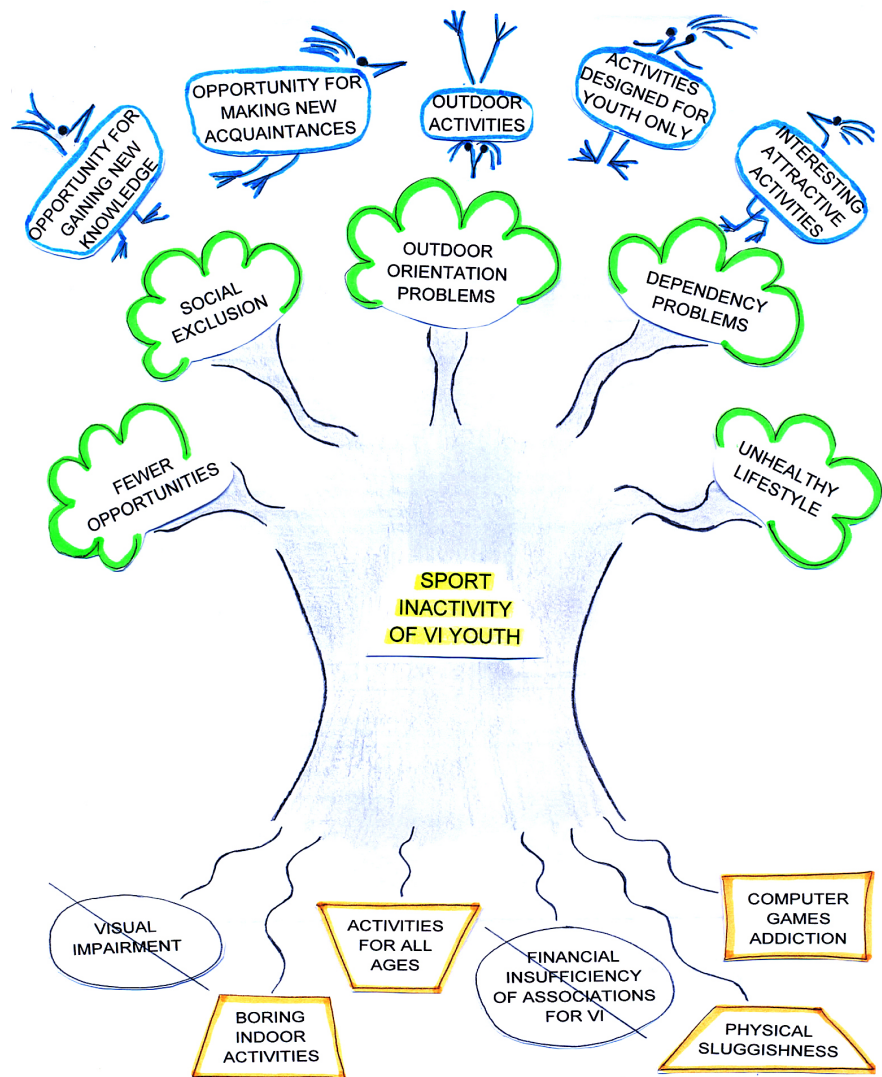 OPPORTUNITY FOR
GAINING NEW
KNOWLEDGE
OPPORTUNITY FOR
MAKING NEW
ACQUAINTANCES
OUTDOOR
ACTIVITIES
ACTIVITIES
DESIGNED FOR
YOUTH ONLY
INTERESTING
ATTRACTIVE
ACTIVITIES
SOCIAL
EXCLUSION
OUTDOOR
ORIENTATION
PROBLEMS
DEPENDENCY
PROBLEMS
FEWER
OPPORTUNITIES
UNHEALTHY
LIFESTYLE
SPORT
INACTIVITY
OF VI YOUTH
VISUAL
IMPAIRMENT
BORING
INDOOR
ACTIVITIES
ACTIVITIES
FOR ALL
AGES
FINANCIAL
INSUFFICIENCY
OF ASSOCIATIONS
FOR VI
COMPUTER
GAMES
ADDICTION
PHYSICAL
SLUGGISHNESS